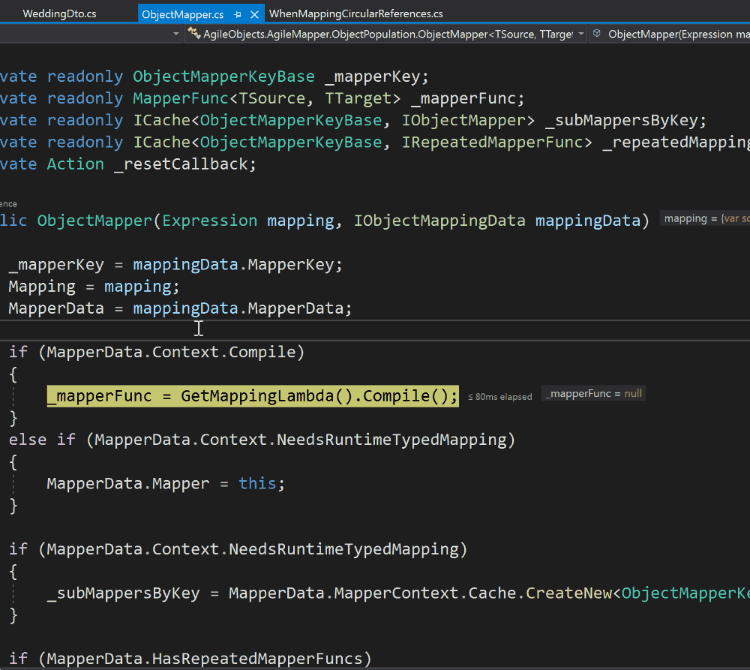 WeddingDto.cs ObjectMapper.cs WhenMappingCircularReferences.cs
AgileObjects.AgileMapper.ObjectPopulation.ObjectMapper<TSource, TTarget ObjectMapper(Expression ma
vate readonly ObjectMapperKeyBase _mapperKey;
vate readonly MapperFunc<TSource, TTarget> _mapperFunc;
vate readonly ICache<ObjectMapperKeyBase, IObjectMapper> _subMappersByKey;
vate readonly ICache<ObjectMapperKeyBase, IRepeatedMapperFunc> _repeatedMapping
vate Action _resetCallback;
ence
lic ObjectMapper(Expression mapping, IObjectMappingData mappingData) mapping = {var so
_mapperKey = mappingData.MapperKey;
Mapping = mapping;
MapperData = mappingData.MapperData;
if (MapperData.Context.Compile)
{
_mapperFunc = GetMappingLambda().Compile(); ≤ 80ms elapsed _mapperFunc = null
}
else if (MapperData.Context.NeedsRuntimeTypedMapping)
{
MapperData.Mapper = this;
}
if (MapperData.Context.NeedsRuntimeTypedMapping)
{
_subMappersByKey = MapperData.MapperContext.Cache.CreateNew<ObjectMapperKe
}
if (MapperData.HasRepeatedMapperFuncs)